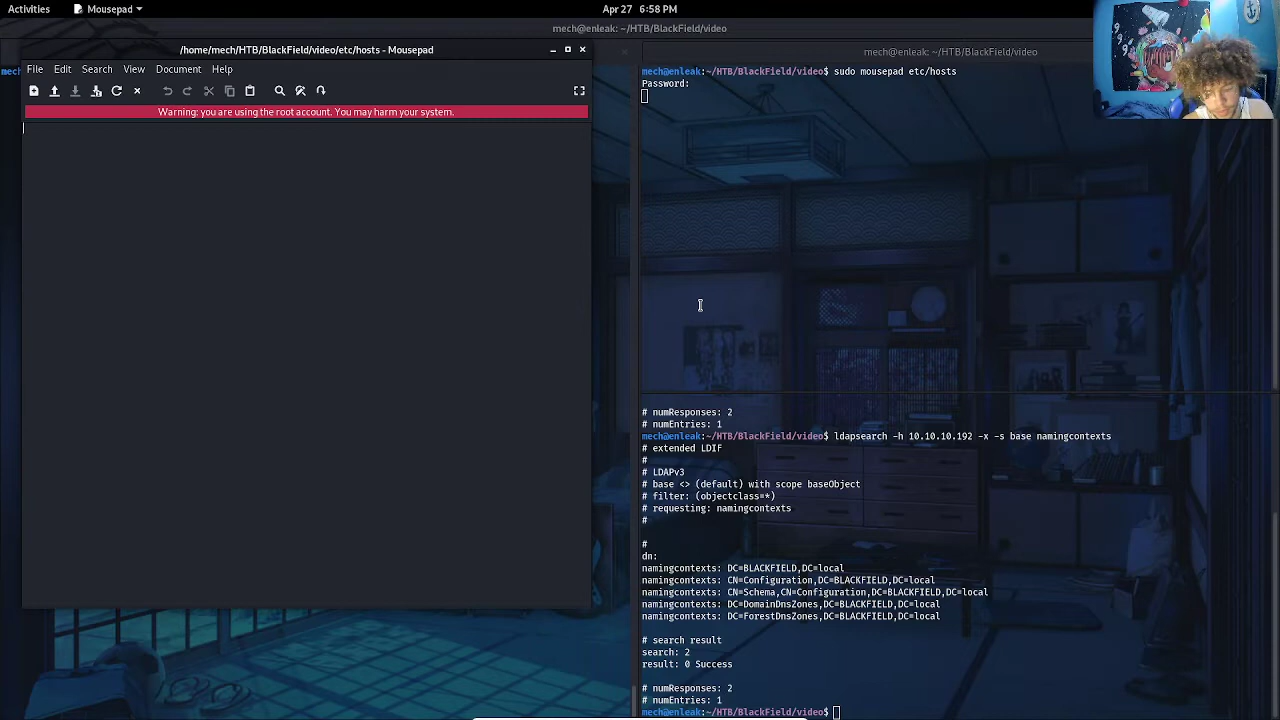 Activities
Mousepad
Apr 27 6:58 PM
mech@enleak: ~/HTB/BlackField/video
/home/mech/HTB/BlackField/video/etc/hosts - Mousepad
mech@enleak: ~/HTB/BlackField/video
File Edit Search View Document Help
Warning: you are using the root account. You may harm your system.
mech@enleak:~/HTB/BlackField/video$ sudo mousepad etc/hosts
Password:
# numResponses: 2
# numEntries: 1
mech@enleak:~/HTB/BlackField/video$ ldapsearch -h 10.10.10.192 -x -s base namingcontexts
# extended LDIF
#
# LDAPv3
# base <> (default) with scope baseObject
# filter: (objectclass=*)
# requesting: namingcontexts
#
#
dn:
namingcontexts: DC=BLACKFIELD,DC=local
namingcontexts: CN=Configuration,DC=BLACKFIELD,DC=local
namingcontexts: CN=Schema,CN=Configuration,DC=BLACKFIELD,DC=local
namingcontexts: DC=DomainDnsZones,DC=BLACKFIELD,DC=local
namingcontexts: DC=ForestDnsZones,DC=BLACKFIELD,DC=local
# search result
search: 2
result: 0 Success
# numResponses: 2
# numEntries: 1
mech@enleak:~/HTB/BlackField/video$